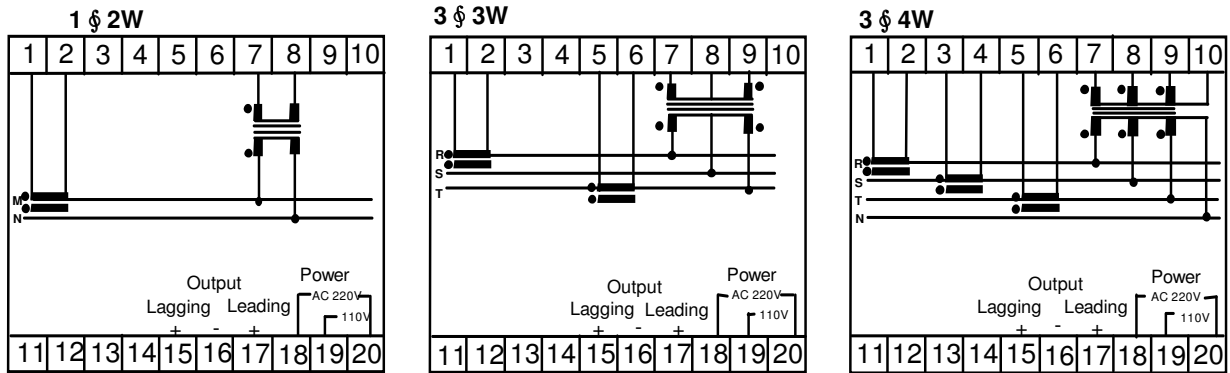 1 ∮ 2W
1 2 3 4 5 6 7 8 9 10
M
N
Output
Power
Lagging Leading
AC 220V
110V
+ - +
11 12 13 14 15 16 17 18 19 20
3 ∮ 3W
1 2 3 4 5 6 7 8 9 10
R
S
T
Output
Power
Lagging Leading
AC 220V
110V
+ - +
11 12 13 14 15 16 17 18 19 20
3 ∮ 4W
1 2 3 4 5 6 7 8 9 10
R
S
T
N
Output
Power
Lagging Leading
AC 220V
110V
+ - +
11 12 13 14 15 16 17 18 19 20